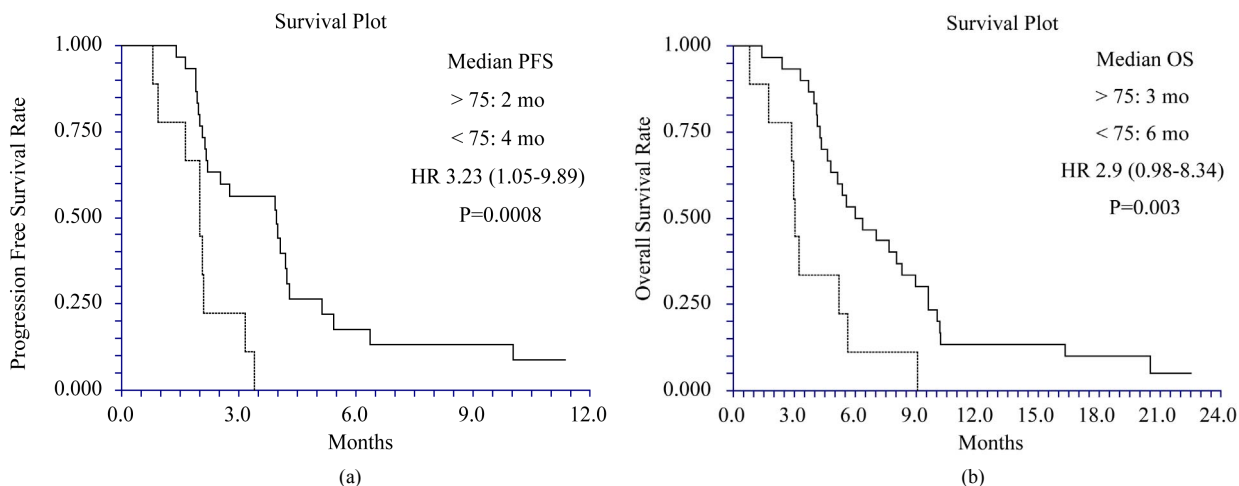 Survival Plot
Progression Free Survival Rate
1.000
0.750
0.500
0.250
0.000
Median PFS
> 75: 2 mo
< 75: 4 mo
HR 3.23 (1.05-9.89)
P=0.0008
0.0 3.0 6.0 9.0 12.0
Months
(a)
Survival Plot
Overall Survival Rate
1.000
0.750
0.500
0.250
0.000
Median OS
> 75: 3 mo
< 75: 6 mo
HR 2.9 (0.98-8.34)
P=0.003
0.0 3.0 6.0 9.0 12.0 15.0 18.0 21.0 24.0
Months
(b)